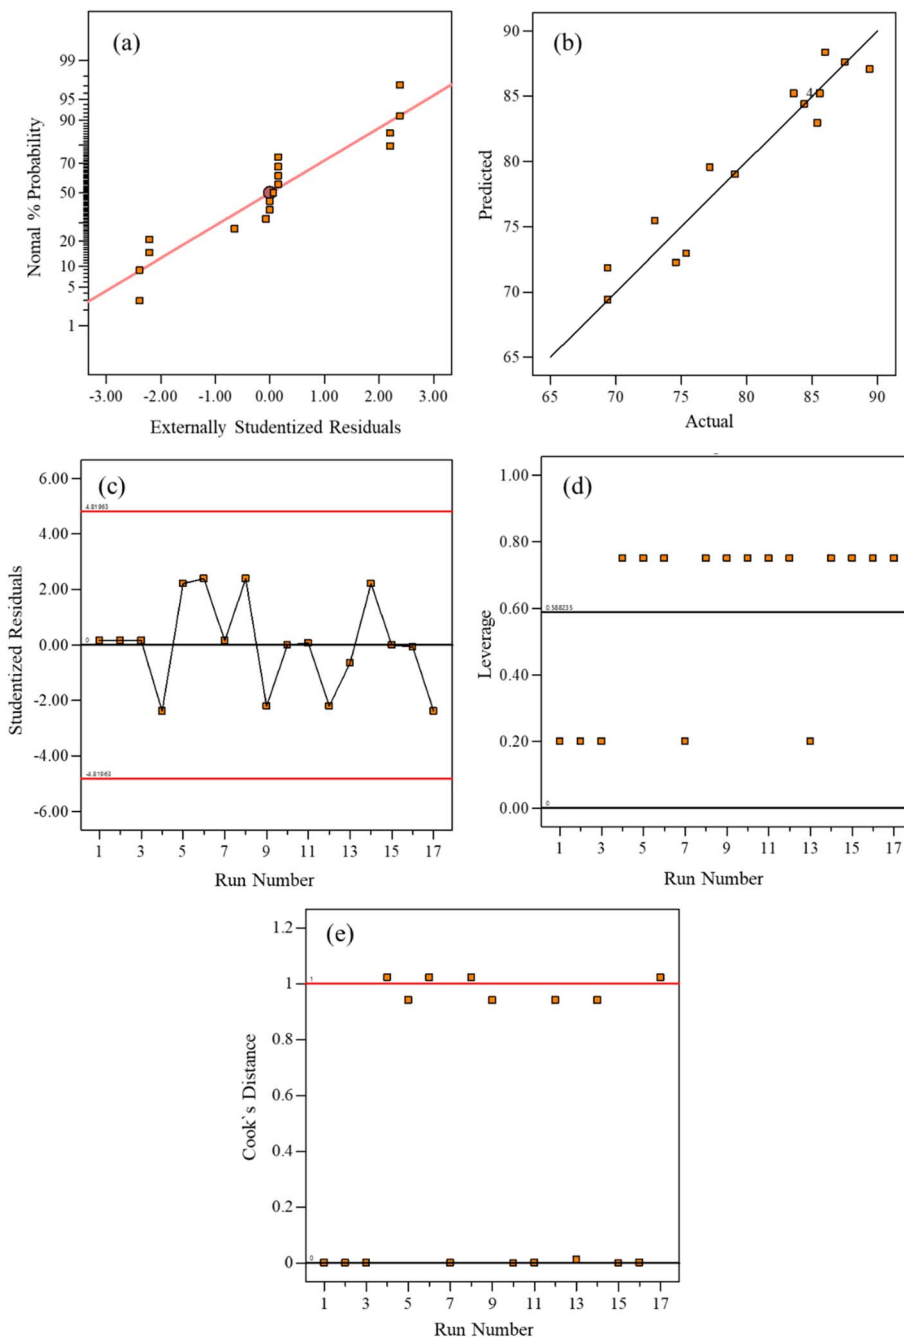 (a)
99
95
90
70
50
20
10
5
1
Nomal % Probability
-3.00 -1.00 0.00 1.00 3.00
Externally Studentized Residuals
(b)
90
85
80
75
70
65
Predicted
4
65 70 75 80 85 90
Actual
(c)
6.00
4.00
2.00
0.00
-2.00
-4.00
-6.00
Studentized Residuals
4.81963
0
-4.81963
1 3 5 7 9 11 13 15 17
Run Number
(d)
1.00
0.80
0.60
0.40
0.20
0.00
Leverage
0.588235
0
1 3 5 7 9 11 13 15 17
Run Number
(e)
1.2
1
0.8
0.6
0.4
0.2
0
Cook`s Distance
1
0
1 3 5 7 9 11 13 15 17
Run Number